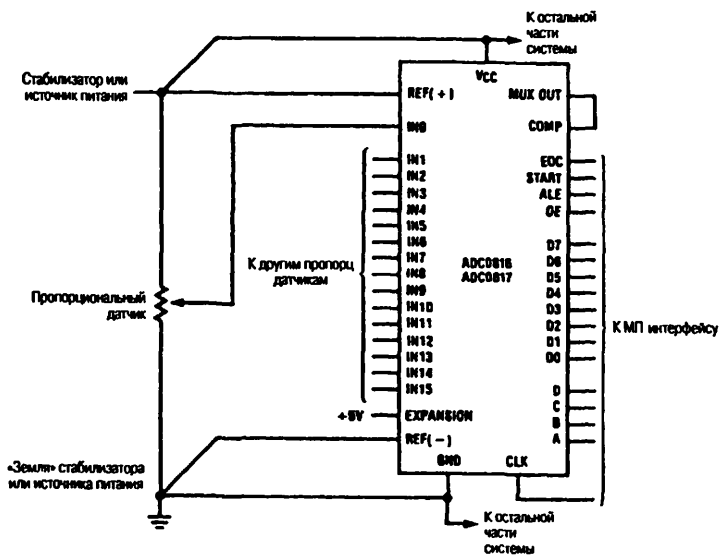 К остальной
части
системы
Стабилизатор или
источник питания
VCC
REF(+)
MUX OUT
IN0
COMP
IN1
IN2
IN3
IN4
IN5
IN6
IN7
IN8
IN9
IN10
IN11
IN12
IN13
IN14
IN15
EOC
START
ALE
OE
D7
D6
D5
D4
D3
D2
D1
D0
D
C
B
A
К другим пропорц
датчикам
ADC0816
ADC0817
Пропорциональный
датчик
К МП интерфейсу
+5V
EXPANSION
REF(−)
GND
CLK
«Земля» стабилизатора
или источника питания
К остальной
части
системы